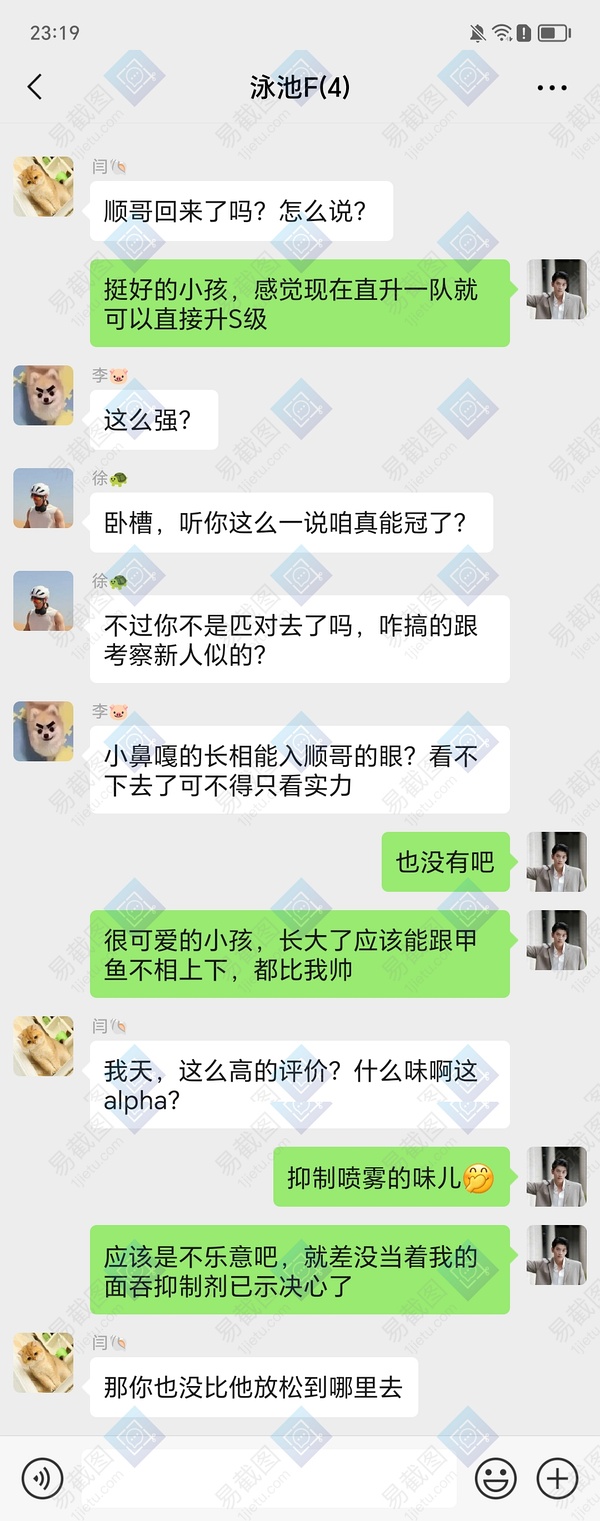 23:19
泳池F(4)
闫🐚
顺哥回来了吗？怎么说？
挺好的小孩，感觉现在直升一队就
可以直接升S级
李🐷
这么强？
徐🐢
卧槽，听你这么一说咱真能冠了？
徐🐢
不过你不是匹对去了吗，咋搞的跟
考察新人似的？
李🐷
小鼻嘎的长相能入顺哥的眼？看不
下去了可不得只看实力
也没有吧
很可爱的小孩，长大了应该能跟甲
鱼不相上下，都比我帅
闫🐚
我天，这么高的评价？什么味啊这
alpha？
抑制喷雾的味儿🤭
应该是不乐意吧，就差没当着我的
面吞抑制剂已示决心了
闫🐚
那你也没比他放松到哪里去
易截图
yijietu.com